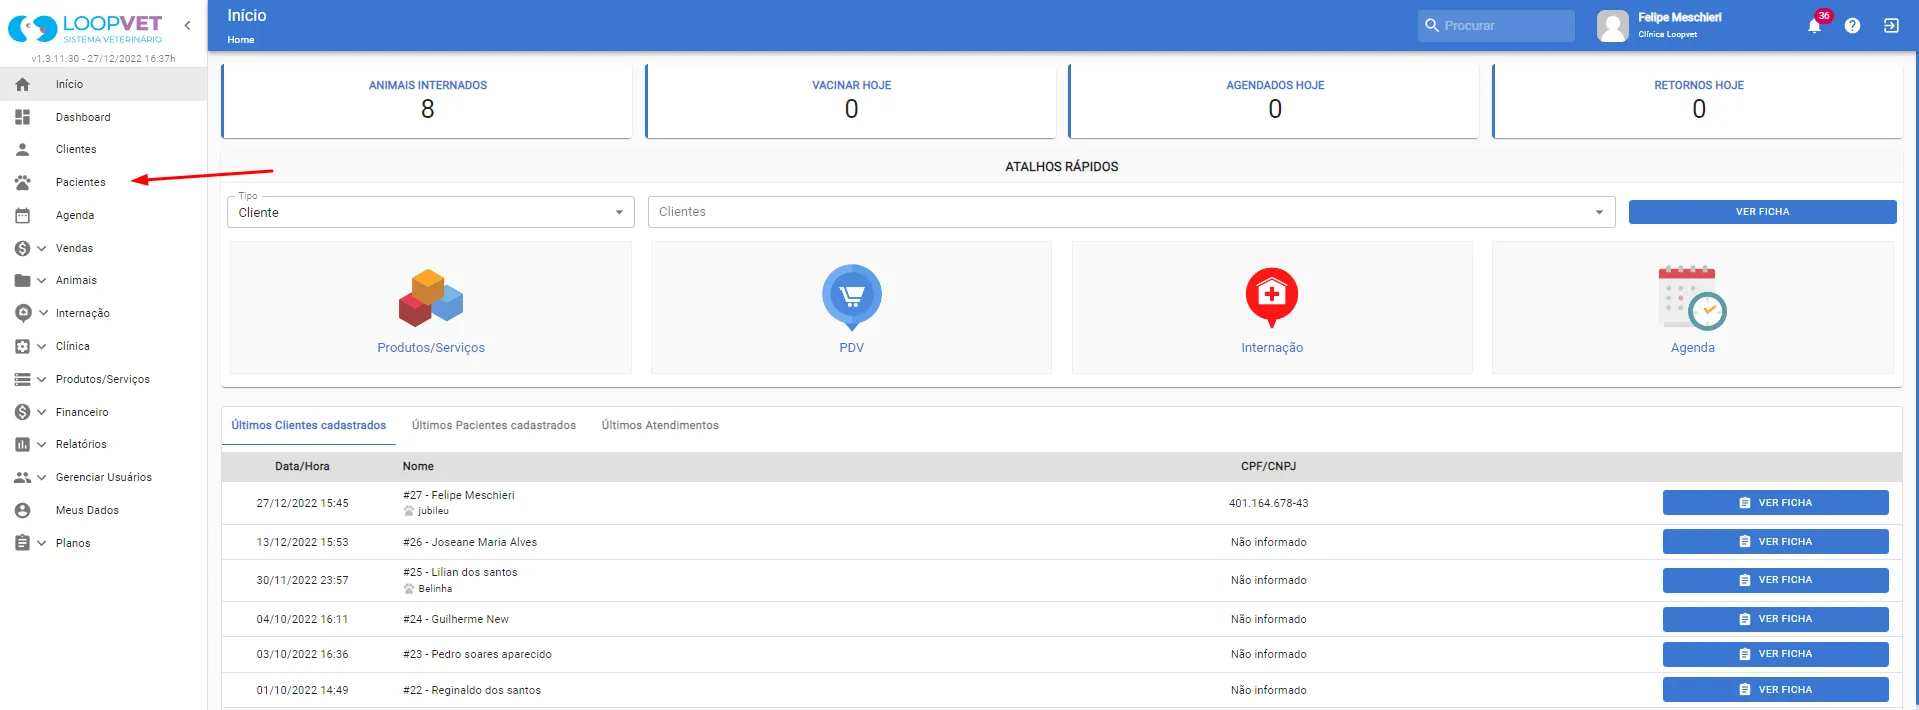 LOOPVET
SISTEMA VETERINÁRIO
v1.3.11.30 - 27/12/2022 16:37h
Início
Dashboard
Clientes
Pacientes
Agenda
Vendas
Animais
Internação
Clínica
Produtos/Serviços
Financeiro
Relatórios
Gerenciar Usuários
Meus Dados
Planos
Início
Home
Procurar
Felipe Meschieri
Clínica Loopvet
36
ANIMAIS INTERNADOS
8
VACINAR HOJE
0
AGENDADOS HOJE
0
RETORNOS HOJE
0
ATALHOS RÁPIDOS
Tipo
Cliente
Clientes
VER FICHA
Produtos/Serviços
PDV
Internação
Agenda
Últimos Clientes cadastrados
Últimos Pacientes cadastrados
Últimos Atendimentos
Data/Hora Nome CPF/CNPJ
27/12/2022 15:45 #27 - Felipe Meschieri 401.164.678-43 VER FICHA
jubileu
13/12/2022 15:53 #26 - Joseane Maria Alves Não informado VER FICHA
30/11/2022 23:57 #25 - Lilian dos santos Não informado VER FICHA
Belinha
04/10/2022 16:11 #24 - Guilherme New Não informado VER FICHA
03/10/2022 16:36 #23 - Pedro soares aparecido Não informado VER FICHA
01/10/2022 14:49 #22 - Reginaldo dos santos Não informado VER FICHA